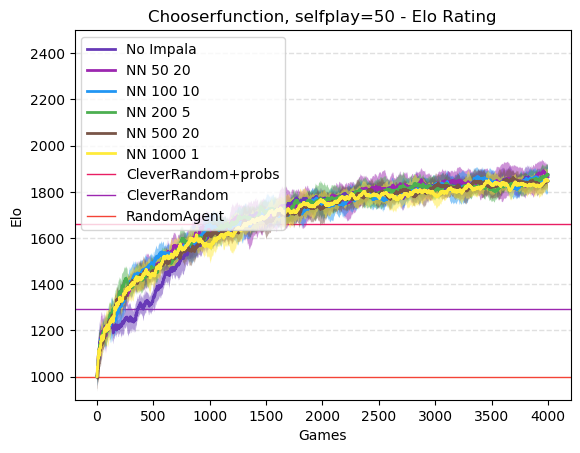 Chooserfunction, selfplay=50 - Elo Rating
2400
2200
2000
1800
1600
1400
1200
1000
Elo
No Impala
NN 50 20
NN 100 10
NN 200 5
NN 500 20
NN 1000 1
CleverRandom+probs
CleverRandom
RandomAgent
0 500 1000 1500 2000 2500 3000 3500 4000
Games